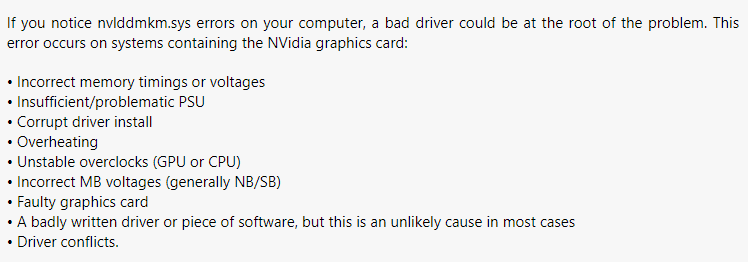 If you notice nvlddmkm.sys errors on your computer, a bad driver could be at the root of the problem. This
error occurs on systems containing the NVidia graphics card:
• Incorrect memory timings or voltages
• Insufficient/problematic PSU
• Corrupt driver install
• Overheating
• Unstable overclocks (GPU or CPU)
• Incorrect MB voltages (generally NB/SB)
• Faulty graphics card
• A badly written driver or piece of software, but this is an unlikely cause in most cases
• Driver conflicts.